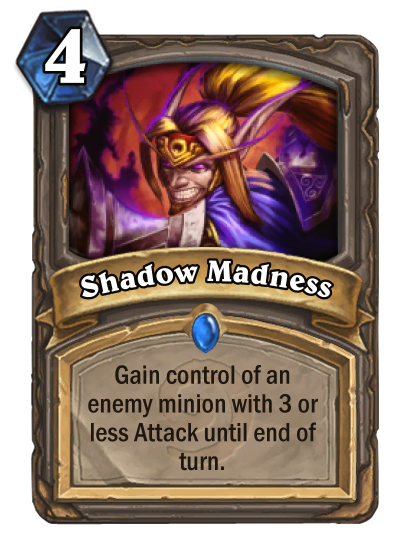 4
Shadow Madness
Gain control of an
enemy minion with 3 or
less Attack until end of
turn.